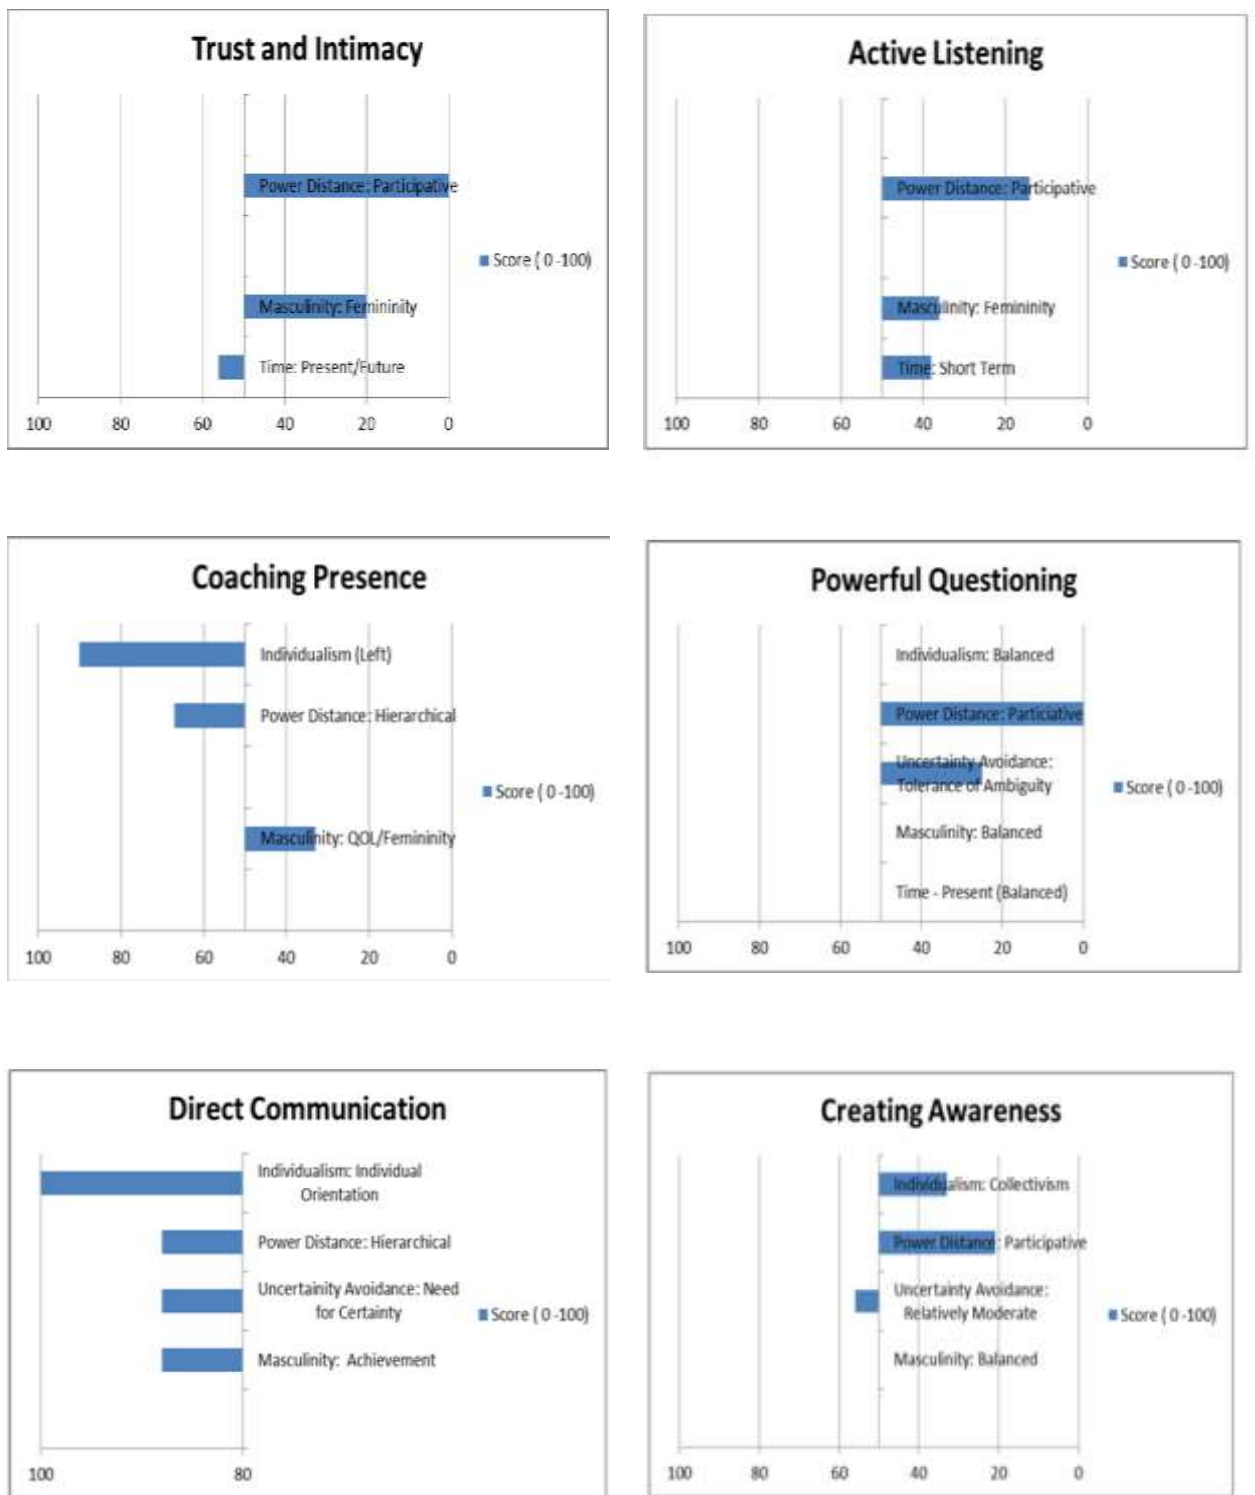 Trust and Intimacy
Power Distance: Participative
Masculinity: Femininity
Time: Present/Future
Score ( 0 -100)
100 80 60 40 20 0
Active Listening
Power Distance: Participative
Masculinity: Femininity
Time: Short Term
Score ( 0 -100)
100 80 60 40 20 0
Coaching Presence
Individualism (Left)
Power Distance: Hierarchical
Masculinity: QOL/Femininity
Score ( 0 -100)
100 80 60 40 20 0
Powerful Questioning
Individualism: Balanced
Power Distance: Particiative
Uncertainty Avoidance:
Tolerance of Ambiguity
Masculinity: Balanced
Time - Present (Balanced)
Score ( 0 -100)
100 80 60 40 20 0
Direct Communication
Individualism: Individual
Orientation
Power Distance: Hierarchical
Uncertainity Avoidance: Need
for Certainty
Masculinity: Achievement
Score ( 0 -100)
100 80
Creating Awareness
Individualism: Collectivism
Power Distance: Participative
Uncertainty Avoidance:
Relatively Moderate
Masculinity: Balanced
Score ( 0 -100)
100 80 60 40 20 0